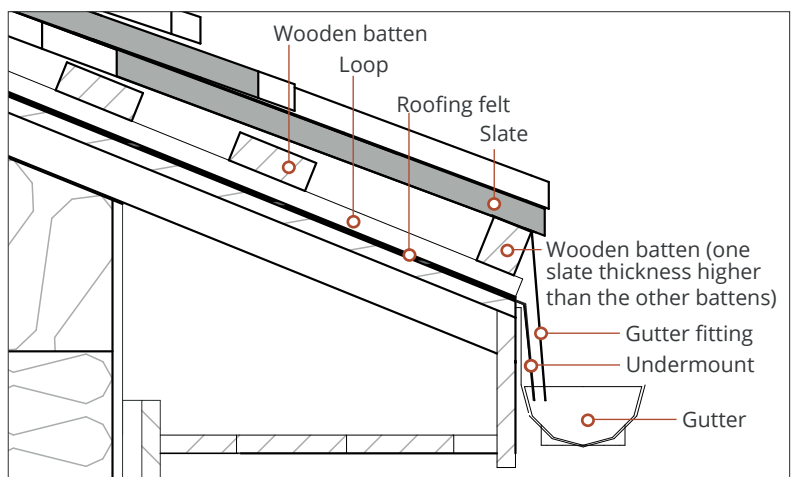 Wooden batten
Loop
Roofing felt
Slate
Wooden batten (one
slate thickness higher
than the other battens)
Gutter fitting
Undermount
Gutter